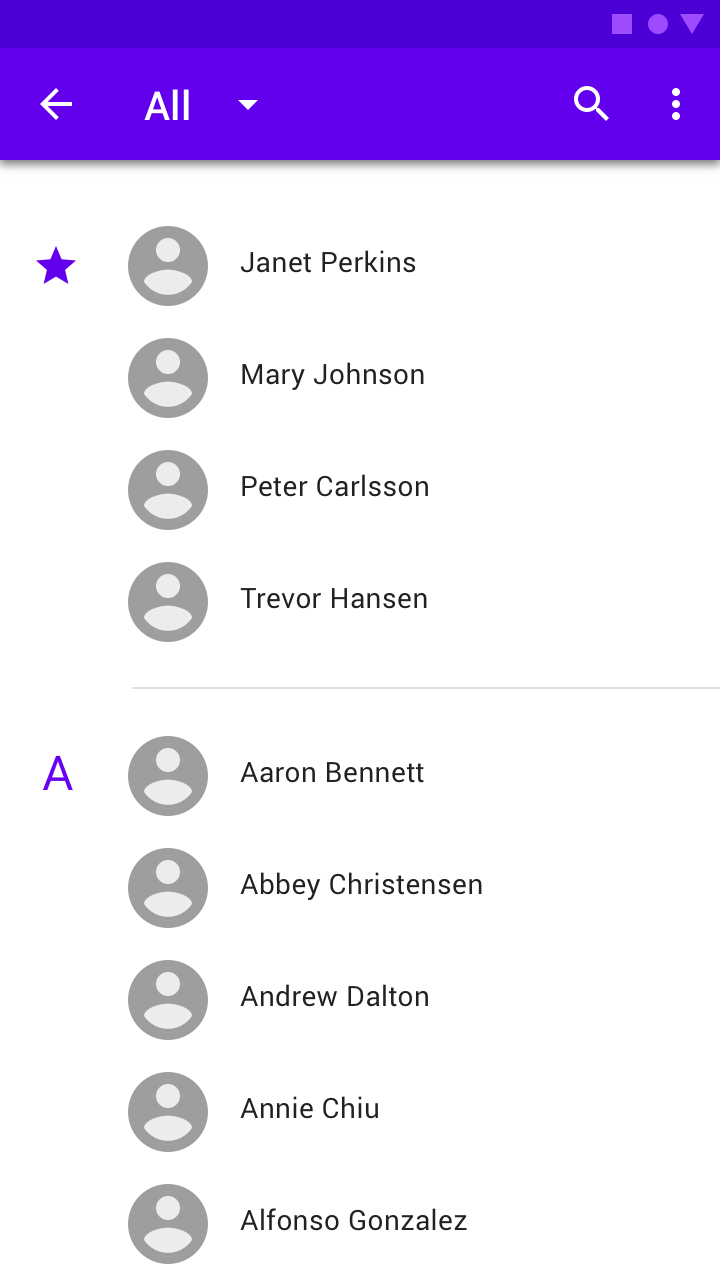 All
Janet Perkins
Mary Johnson
Peter Carlsson
Trevor Hansen
A
Aaron Bennett
Abbey Christensen
Andrew Dalton
Annie Chiu
Alfonso Gonzalez